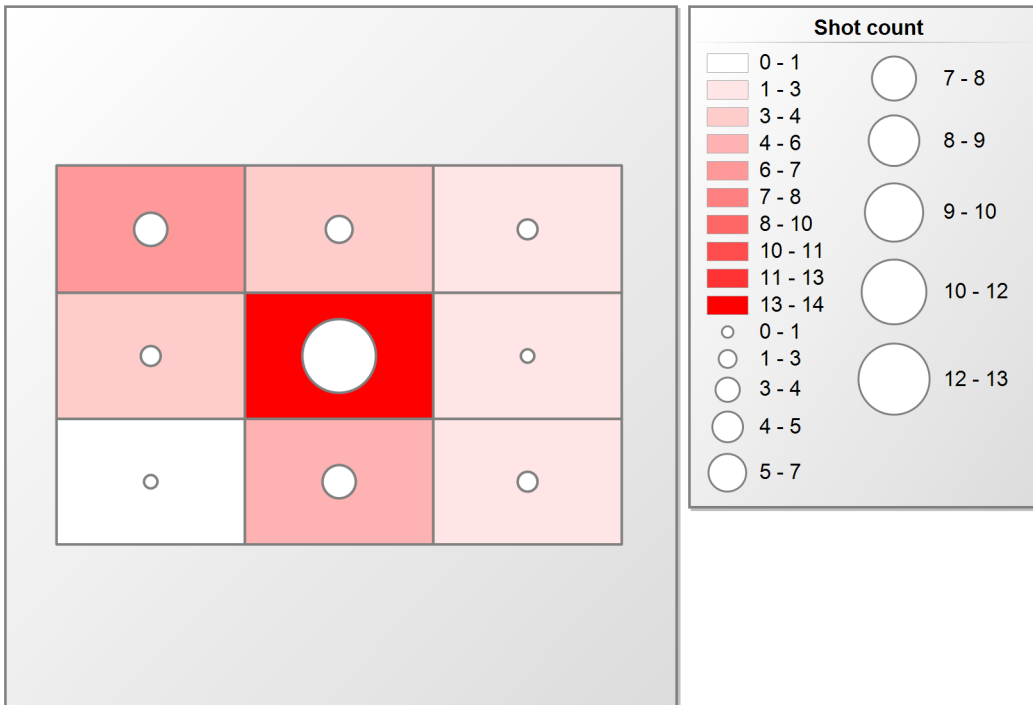 Shot count
0 - 1
1 - 3
3 - 4
4 - 6
6 - 7
7 - 8
8 - 10
10 - 11
11 - 13
13 - 14
0 - 1
1 - 3
3 - 4
4 - 5
5 - 7
7 - 8
8 - 9
9 - 10
10 - 12
12 - 13